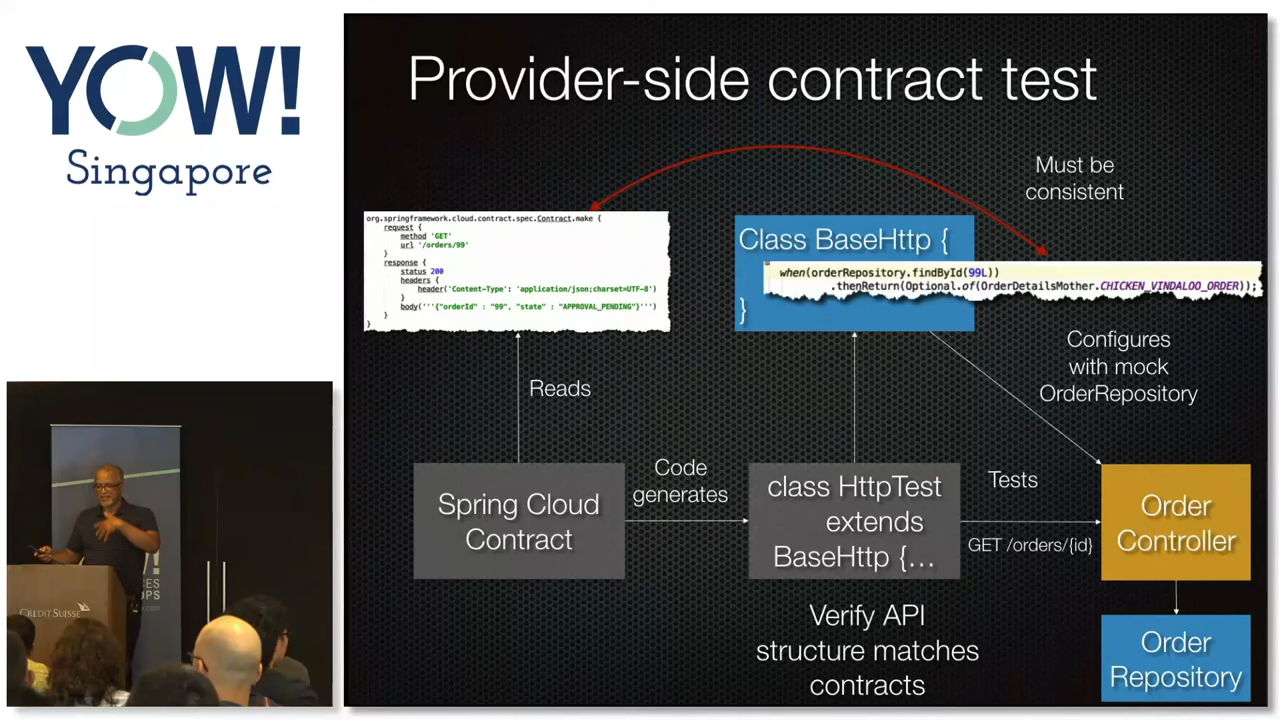 YOW!
Singapore
Provider-side contract test
Must be
consistent
org.springframework.cloud.contract.spec.Contract.make {
request {
method 'GET'
url '/orders/99'
}
response {
status 200
headers {
header('Content-Type': 'application/json;charset=UTF-8')
}
body('''{"orderId" : "99", "state" : "APPROVAL_PENDING"}''')
}
}
Class BaseHttp {
when(orderRepository.findById(99L))
.thenReturn(Optional.of(OrderDetailsMother.CHICKEN_VINDALOO_ORDER));
}
Configures
with mock
OrderRepository
Reads
Spring Cloud
Contract
Code
generates
class HttpTest
extends
BaseHttp {...
Tests
GET /orders/{id}
Order
Controller
Verify API
structure matches
contracts
Order
Repository
CREDIT SUISSE